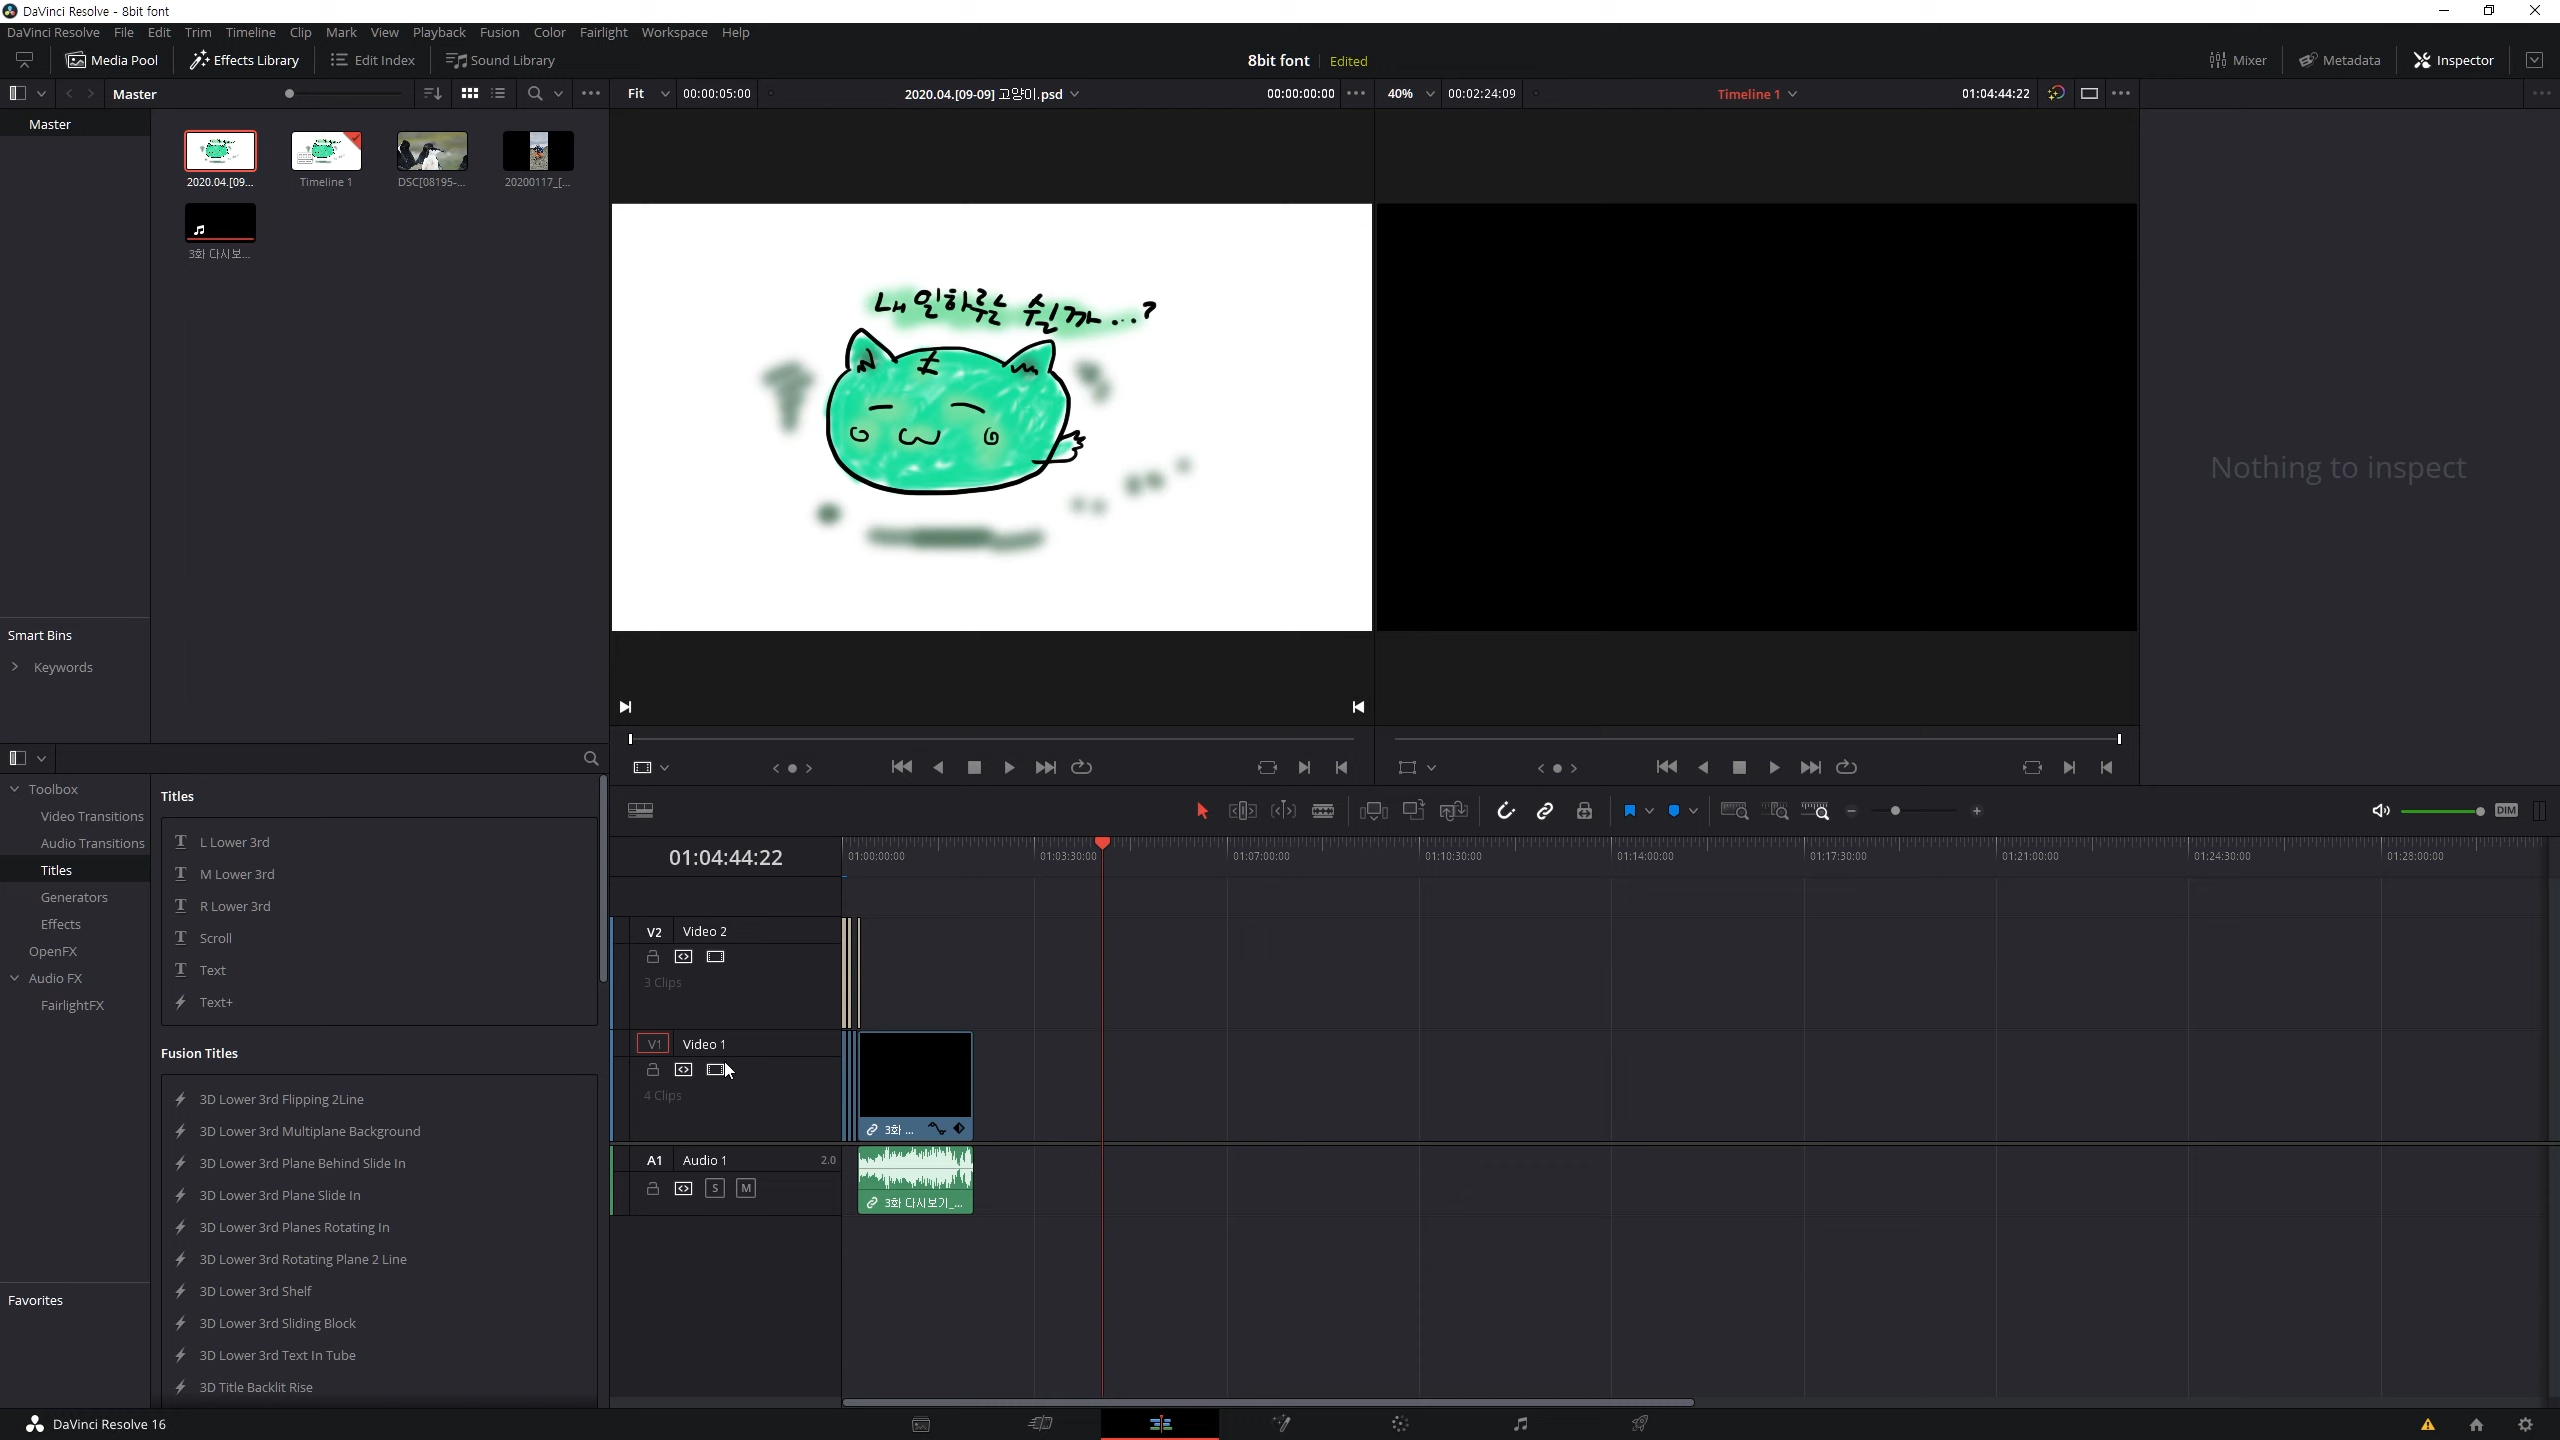 DaVinci Resolve - 8bit font
DaVinci Resolve File Edit Trim Timeline Clip Mark View Playback Fusion Color Fairlight Workspace Help
Media Pool Effects Library Edit Index Sound Library 8bit font Edited Mixer Metadata Inspector
Master Fit 00:00:05:00 2020.04.[09-09] 고양미.psd 00:00:00:00 40% 00:02:24:09 Timeline 1 01:04:44:22
Master
2020.04.[09... Timeline 1 DSC[08195-... 20200117_[...
3화 다시보...
내일하루는 쉴까...?
Nothing to inspect
Smart Bins
Keywords
Toolbox
Video Transitions
Audio Transitions
Titles
Generators
Effects
OpenFX
Audio FX
FairlightFX
Favorites
Titles
L Lower 3rd
M Lower 3rd
R Lower 3rd
Scroll
Text
Text+
Fusion Titles
3D Lower 3rd Flipping 2Line
3D Lower 3rd Multiplane Background
3D Lower 3rd Plane Behind Slide In
3D Lower 3rd Plane Slide In
3D Lower 3rd Planes Rotating In
3D Lower 3rd Rotating Plane 2 Line
3D Lower 3rd Shelf
3D Lower 3rd Sliding Block
3D Lower 3rd Text In Tube
3D Title Backlit Rise
DIM
01:04:44:22 01:00:00:00 01:03:30:00 01:07:00:00 01:10:30:00 01:14:00:00 01:17:30:00 01:21:00:00 01:24:30:00 01:28:00:00
V2 Video 2
3 Clips
V1 Video 1
4 Clips
3화 ...
A1 Audio 1 2.0
S M
3화 다시보기_...
DaVinci Resolve 16